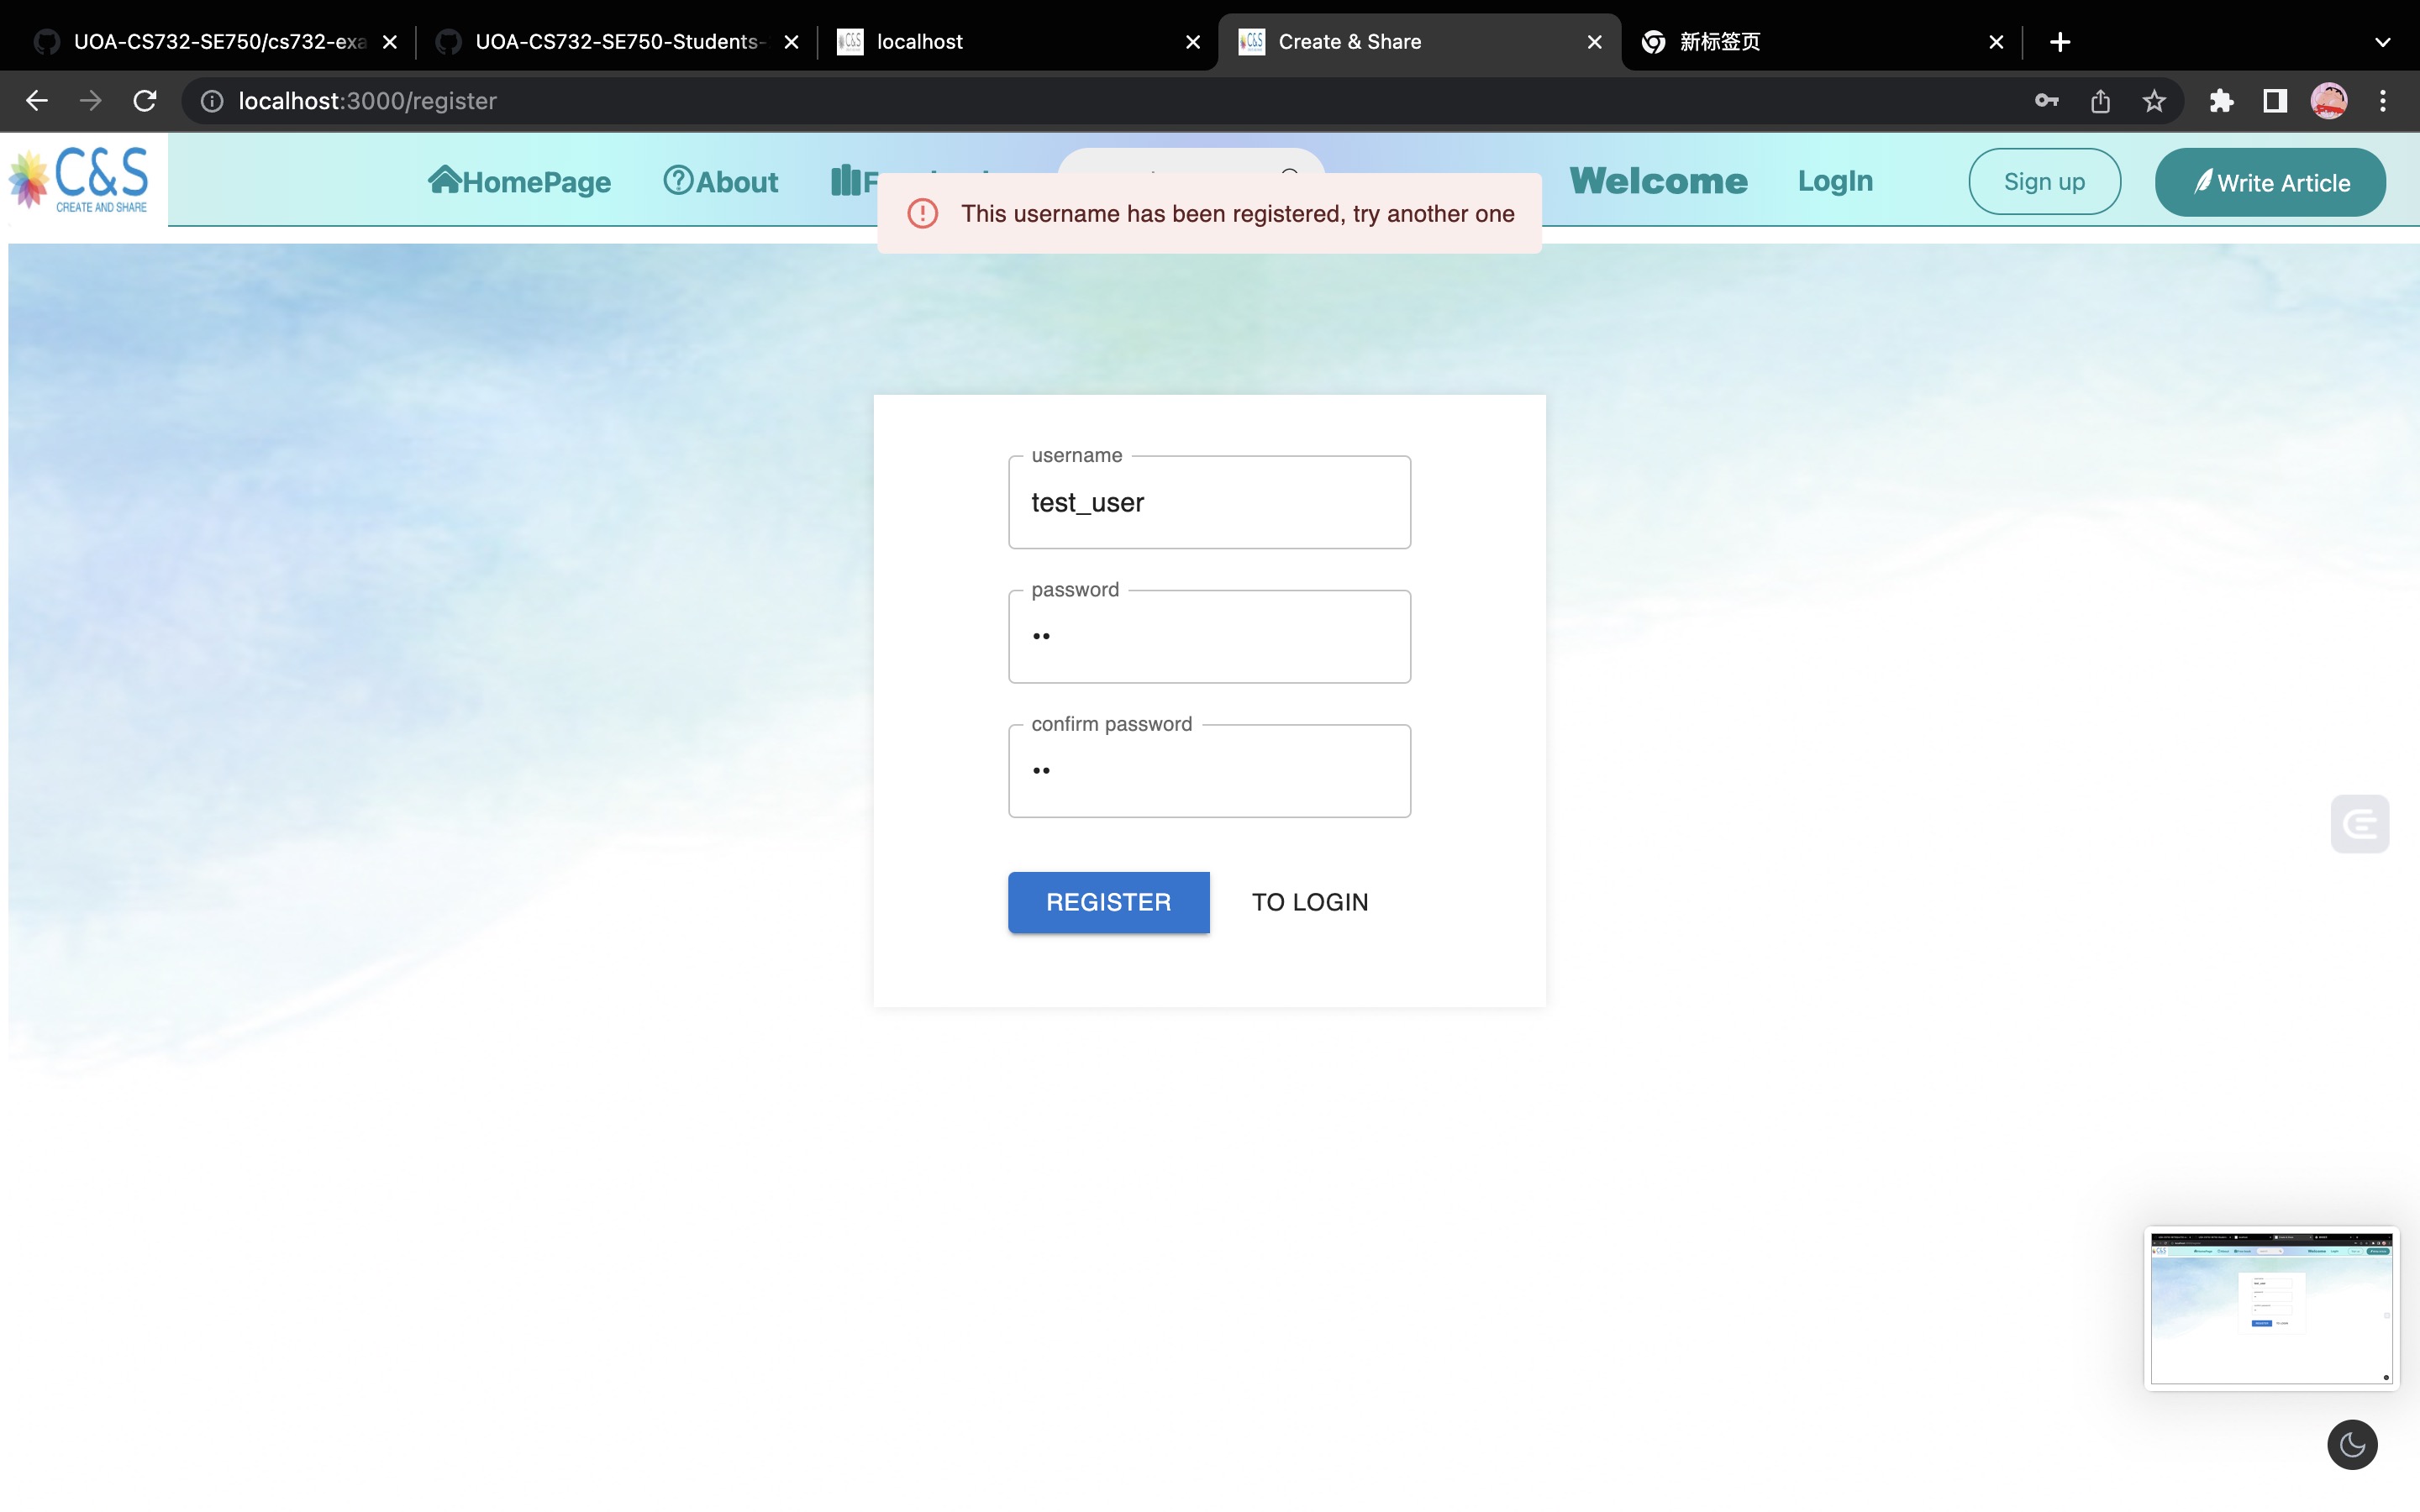 UOA-CS732-SE750/cs732-exa
UOA-CS732-SE750-Students-
localhost
Create & Share
新标签页
localhost:3000/register
C&S
CREATE AND SHARE
HomePage
About
Welcome
LogIn
Sign up
Write Article
This username has been registered, try another one
username
test_user
password
••
confirm password
••
REGISTER
TO LOGIN